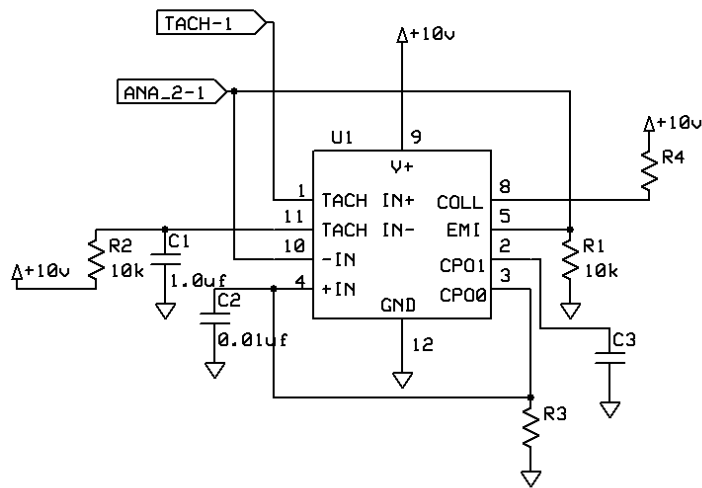 TACH-1
+10v
ANA_2-1
+10v
U1
9
V+
R4
1
TACH IN+
COLL
8
11
TACH IN-
EMI
5
R2
C1
10
-IN
2
R1
+10v
10k
CPO1
10k
1.0uf
4
+IN
3
CPO0
C2
GND
0.01uf
12
C3
R3